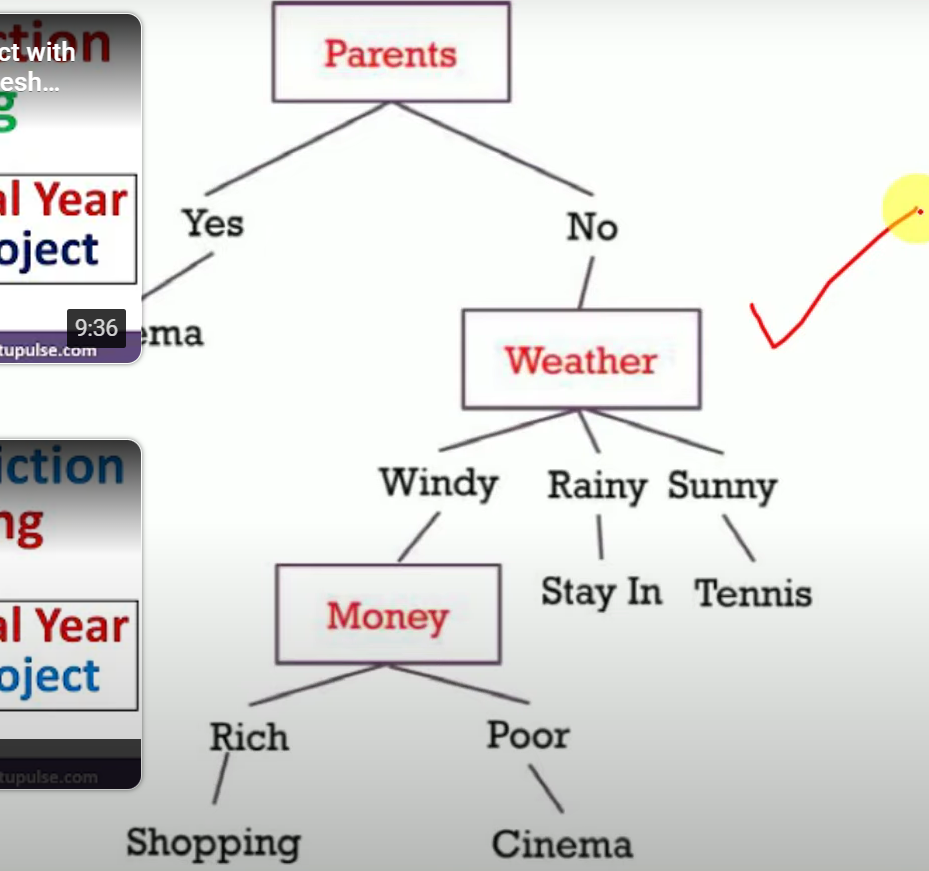 Parents
Yes
No
ema
Weather
Windy Rainy Sunny
Stay In Tennis
Money
Rich
Poor
Shopping
Cinema
ction
ct with
esh...
g
al Year
oject
9:36
tupulse.com
iction
ng
al Year
oject
tupulse.com